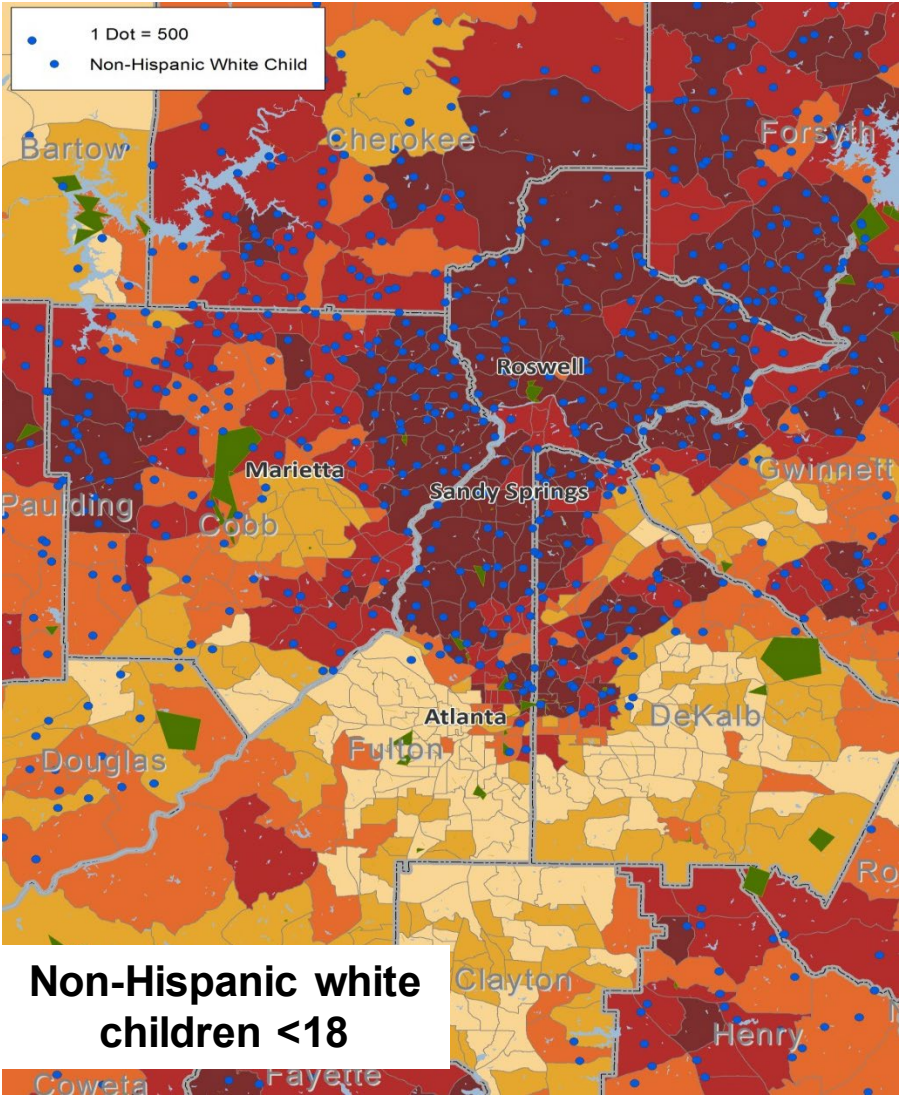 1 Dot = 500
Non-Hispanic White Child
Cherokee
Forsyth
Bartow
Roswell
Marietta
Sandy Springs
Gwinnett
Paulding
Cobb
Atlanta
DeKalb
Fulton
Douglas
Ro
Clayton
Non-Hispanic white
children <18
Henry
Coweta
Fayette